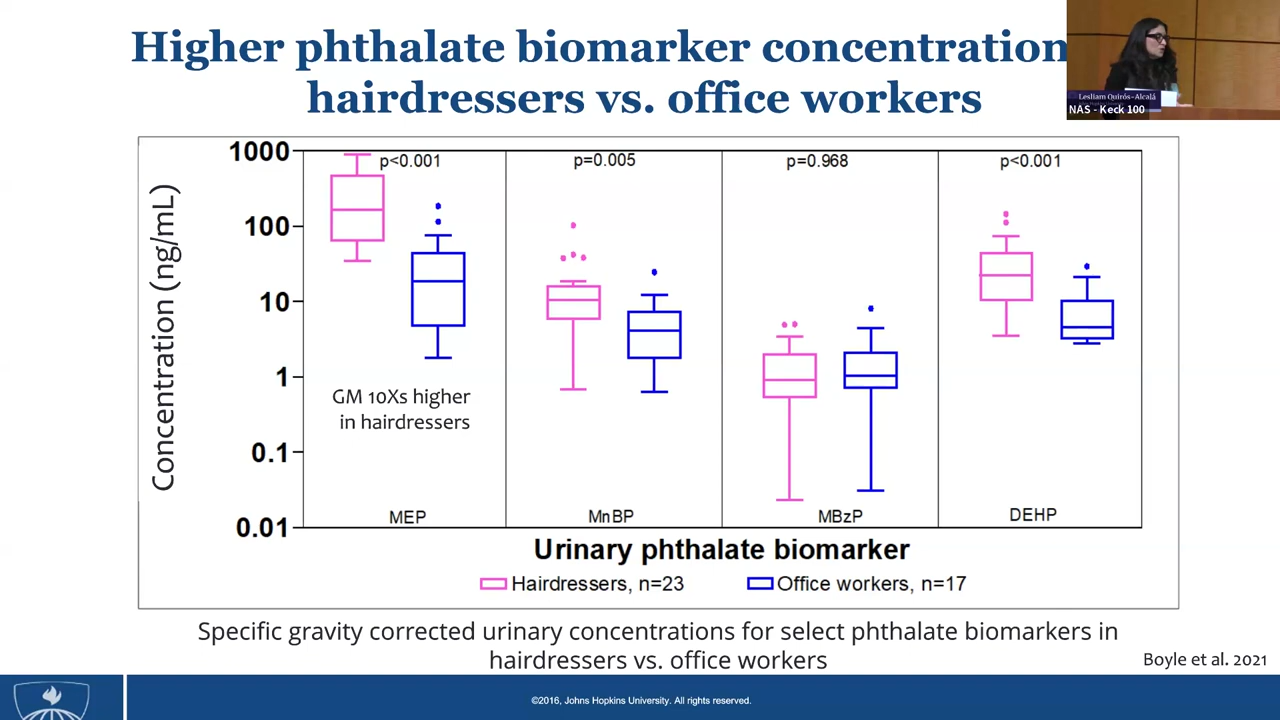 Higher phthalate biomarker concentration
hairdressers vs. office workers
Lesliam Quirós-Alcalá
NAS - Keck 100
Concentration (ng/mL)
1000
100
10
1
0.1
0.01
p<0.001
p=0.005
p=0.968
p<0.001
GM 10Xs higher
in hairdressers
MEP
MnBP
MBzP
DEHP
Urinary phthalate biomarker
Hairdressers, n=23
Office workers, n=17
Specific gravity corrected urinary concentrations for select phthalate biomarkers in
hairdressers vs. office workers
Boyle et al. 2021
©2016, Johns Hopkins University. All rights reserved.